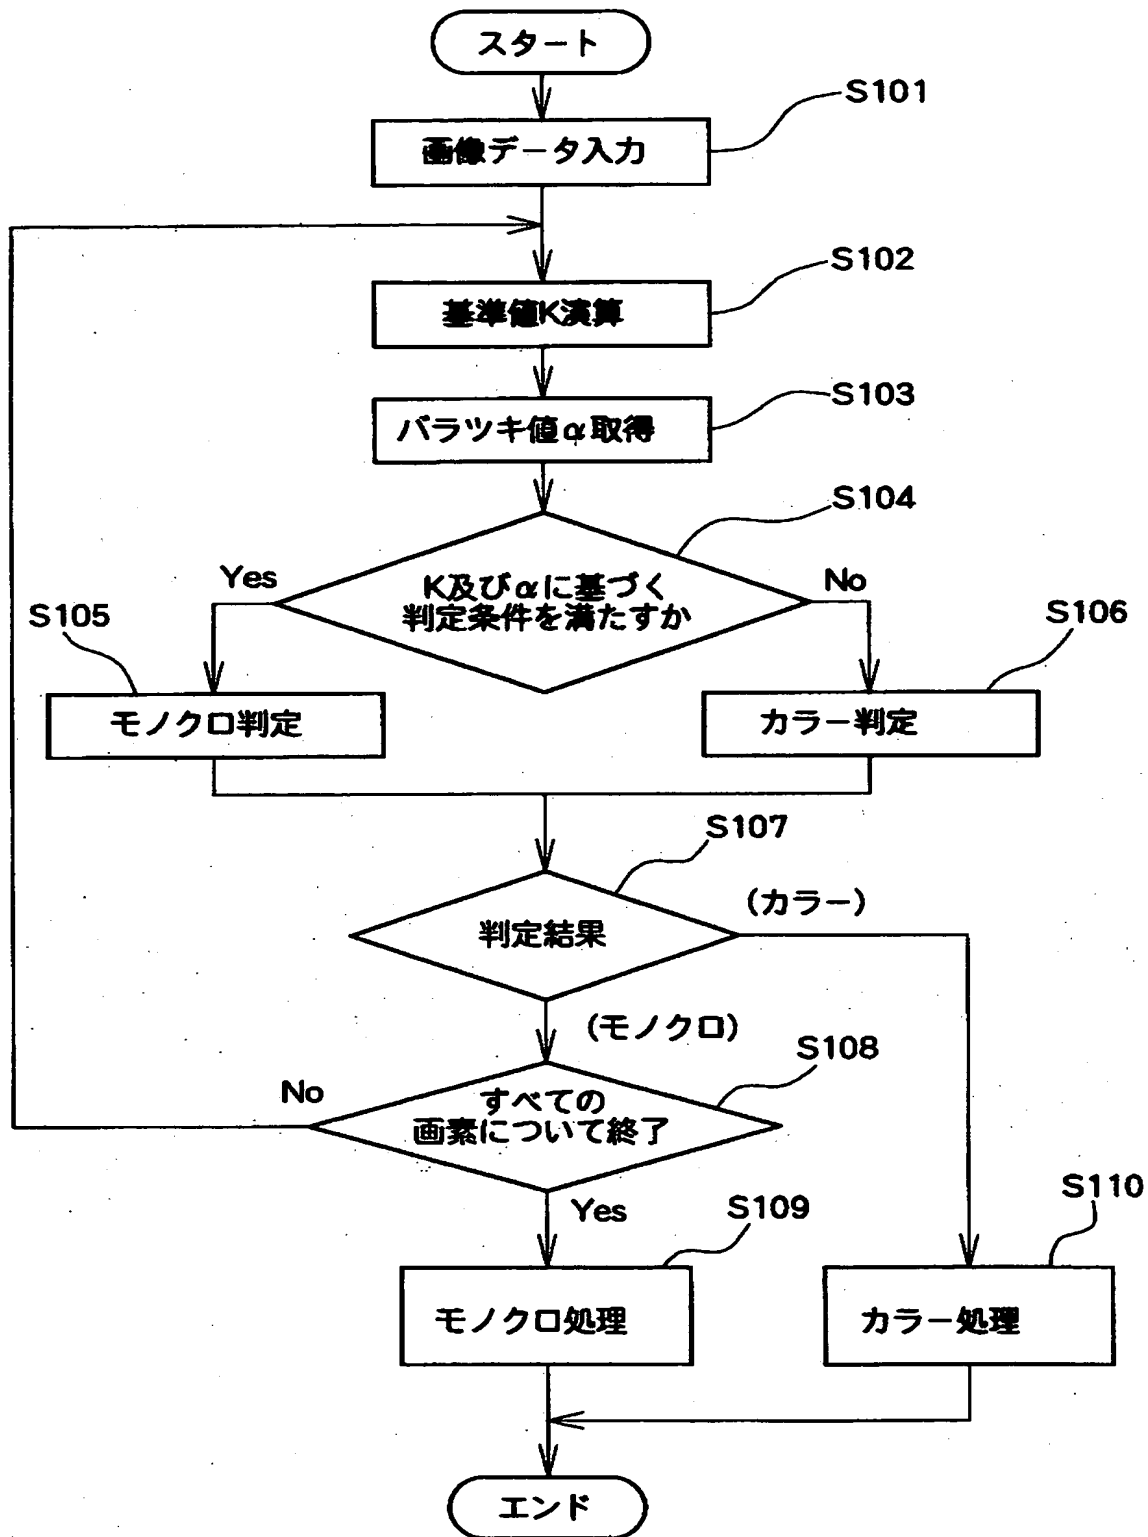 スタート
S101
画像データ入力
S102
基準値K演算
S103
バラツキ値α取得
S104
Yes
No
K及びαに基づく
判定条件を満たすか
S105
S106
モノクロ判定
カラー判定
S107
(カラー)
判定結果
(モノクロ)
S108
No
すべての
画素について終了
Yes
S109
S110
モノクロ処理
カラー処理
エンド